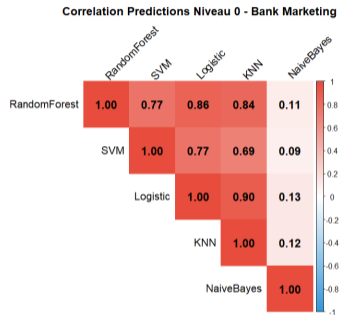 Correlation Predictions Niveau 0 - Bank Marketing
RandomForest SVM Logistic KNN NaiveBayes
RandomForest 1.00 0.77 0.86 0.84 0.11
SVM 1.00 0.77 0.69 0.09
Logistic 1.00 0.90 0.13
KNN 1.00 0.12
NaiveBayes 1.00
1
0.8
0.6
0.4
0.2
0
-0.2
-0.4
-0.6
-0.8
-1